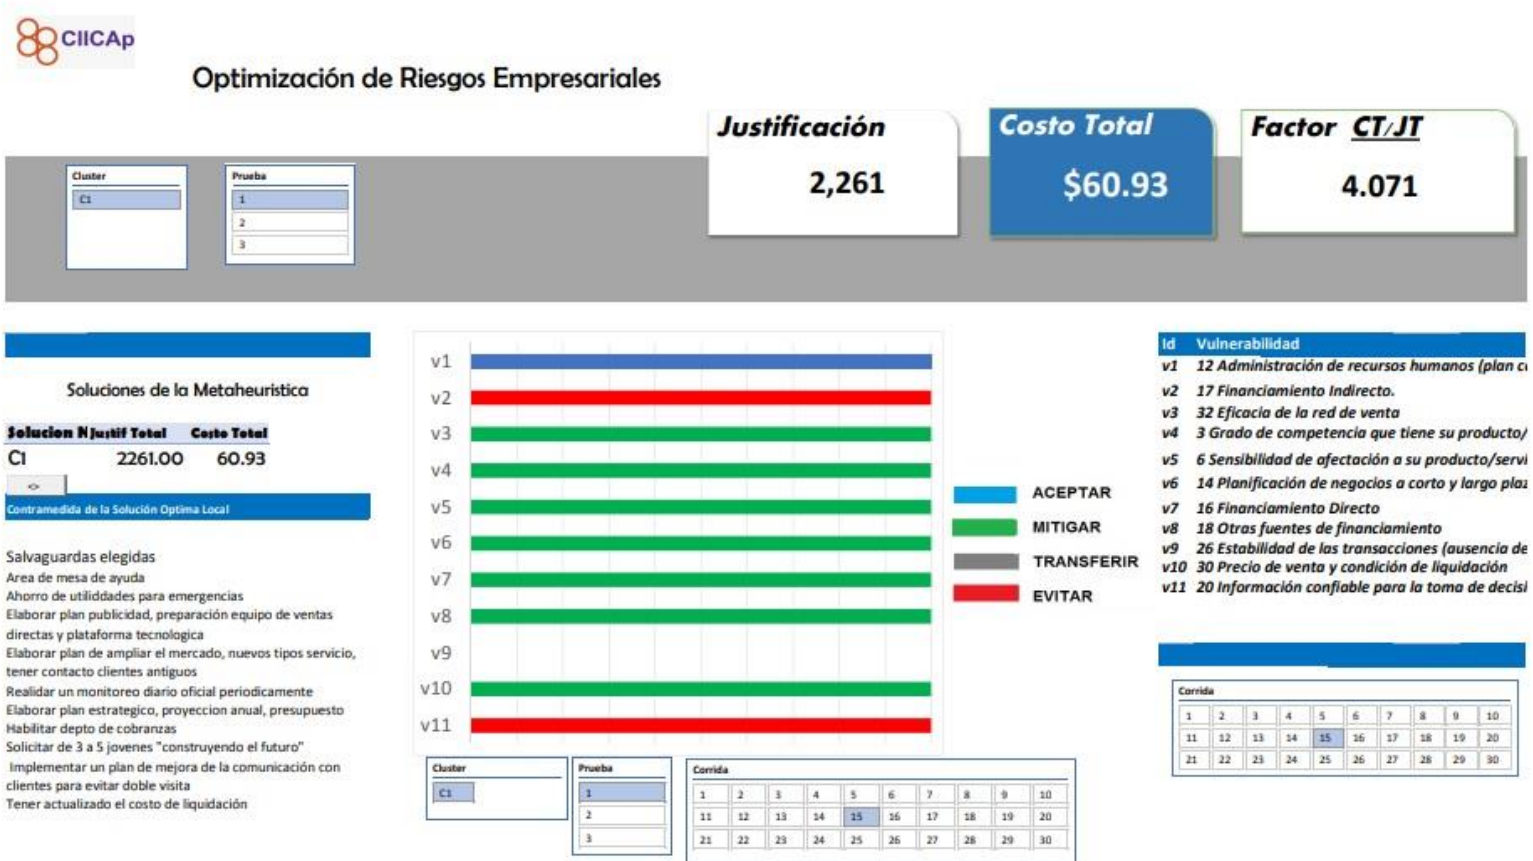 CIICAp
Optimización de Riesgos Empresariales
Justificación
2,261
Costo Total
$60.93
Factor CT/JT
4.071
Cluster
C1
Prueba
1
2
3
Soluciones de la Metaheuristica
Solucion N Justif Total Costo Total
C1 2261.00 60.93
<>
Contramedida de la Solución Optima Local
Salvaguardas elegidas
Area de mesa de ayuda
Ahorro de utiliddades para emergencias
Elaborar plan publicidad, preparación equipo de ventas
directas y plataforma tecnologica
Elaborar plan de ampliar el mercado, nuevos tipos servicio,
tener contacto clientes antiguos
Realidar un monitoreo diario oficial periodicamente
Elaborar plan estrategico, proyeccion anual, presupuesto
Habilitar depto de cobranzas
Solicitar de 3 a 5 jovenes "construyendo el futuro"
Implementar un plan de mejora de la comunicación con
clientes para evitar doble visita
Tener actualizado el costo de liquidación
v1
v2
v3
v4
v5
v6
v7
v8
v9
v10
v11
ACEPTAR
MITIGAR
TRANSFERIR
EVITAR
Id Vulnerabilidad
v1 12 Administración de recursos humanos (plan c
v2 17 Financiamiento Indirecto.
v3 32 Eficacia de la red de venta
v4 3 Grado de competencia que tiene su producto/
v5 6 Sensibilidad de afectación a su producto/servi
v6 14 Planificación de negocios a corto y largo plaz
v7 16 Financiamiento Directo
v8 18 Otras fuentes de financiamiento
v9 26 Estabilidad de las transacciones (ausencia de
v10 30 Precio de venta y condición de liquidación
v11 20 Información confiable para la toma de decisi
Corrida
1 2 3 4 5 6 7 8 9 10
11 12 13 14 15 16 17 18 19 20
21 22 23 24 25 26 27 28 29 30
Cluster
C1
Prueba
1
2
3
Corrida
1 2 3 4 5 6 7 8 9 10
11 12 13 14 15 16 17 18 19 20
21 22 23 24 25 26 27 28 29 30